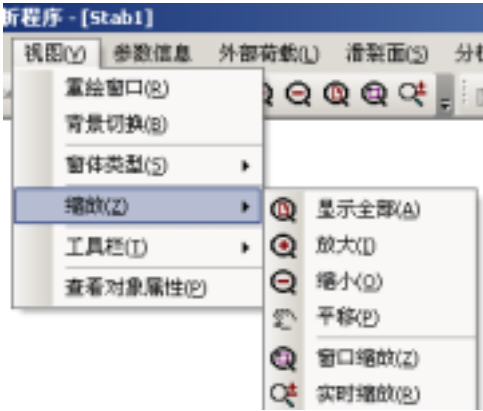 析程序 - [Stab1]
视图(V) 参数信息 外部荷载(L) 滑裂面(S) 分析
重绘窗口(R)
背景切换(B)
窗体类型(S)
缩放(Z)
工具栏(T)
查看对象属性(P)
显示全部(A)
放大(I)
缩小(O)
平移(P)
窗口缩放(Z)
实时缩放(R)